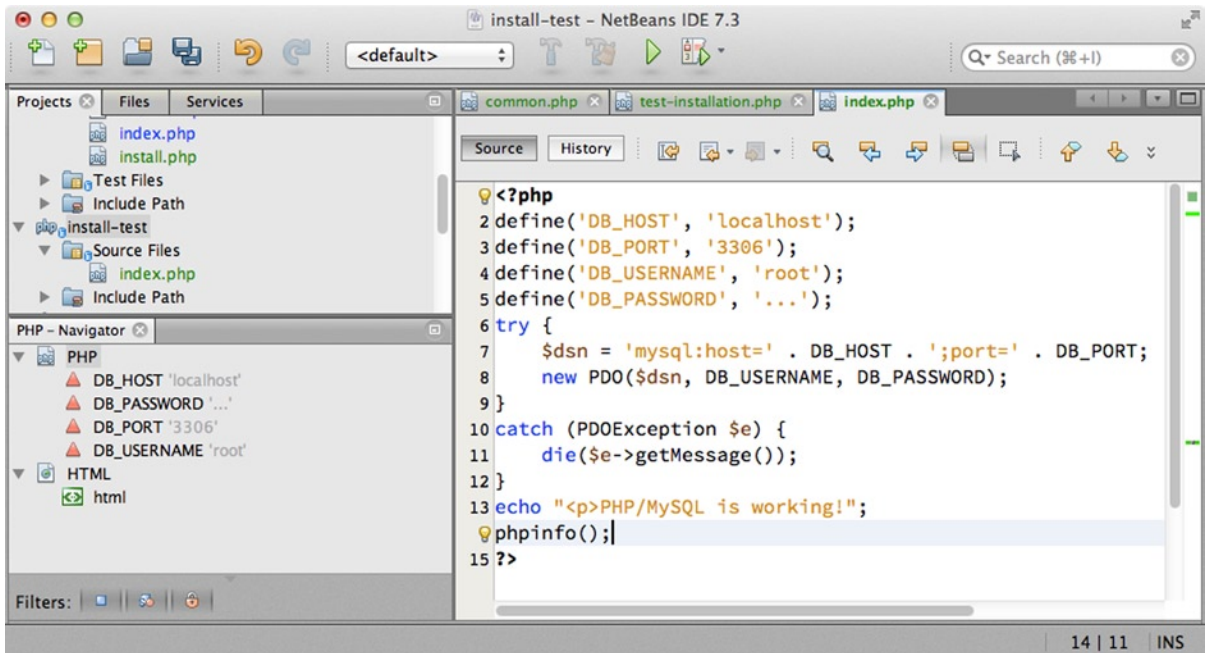 install-test – NetBeans IDE 7.3
<default>
Search (⌘+I)
Projects
Files
Services
index.php
install.php
Test Files
Include Path
install-test
Source Files
index.php
Include Path
PHP – Navigator
PHP
DB_HOST 'localhost'
DB_PASSWORD '...'
DB_PORT '3306'
DB_USERNAME 'root'
HTML
html
Filters:
common.php
test-installation.php
index.php
Source
History
<?php
2 define('DB_HOST', 'localhost');
3 define('DB_PORT', '3306');
4 define('DB_USERNAME', 'root');
5 define('DB_PASSWORD', '...');
6 try {
7     $dsn = 'mysql:host=' . DB_HOST . ';port=' . DB_PORT;
8     new PDO($dsn, DB_USERNAME, DB_PASSWORD);
9 }
10 catch (PDOException $e) {
11     die($e->getMessage());
12 }
13 echo "<p>PHP/MySQL is working!";
phpinfo();
15 ?>
14 | 11 INS